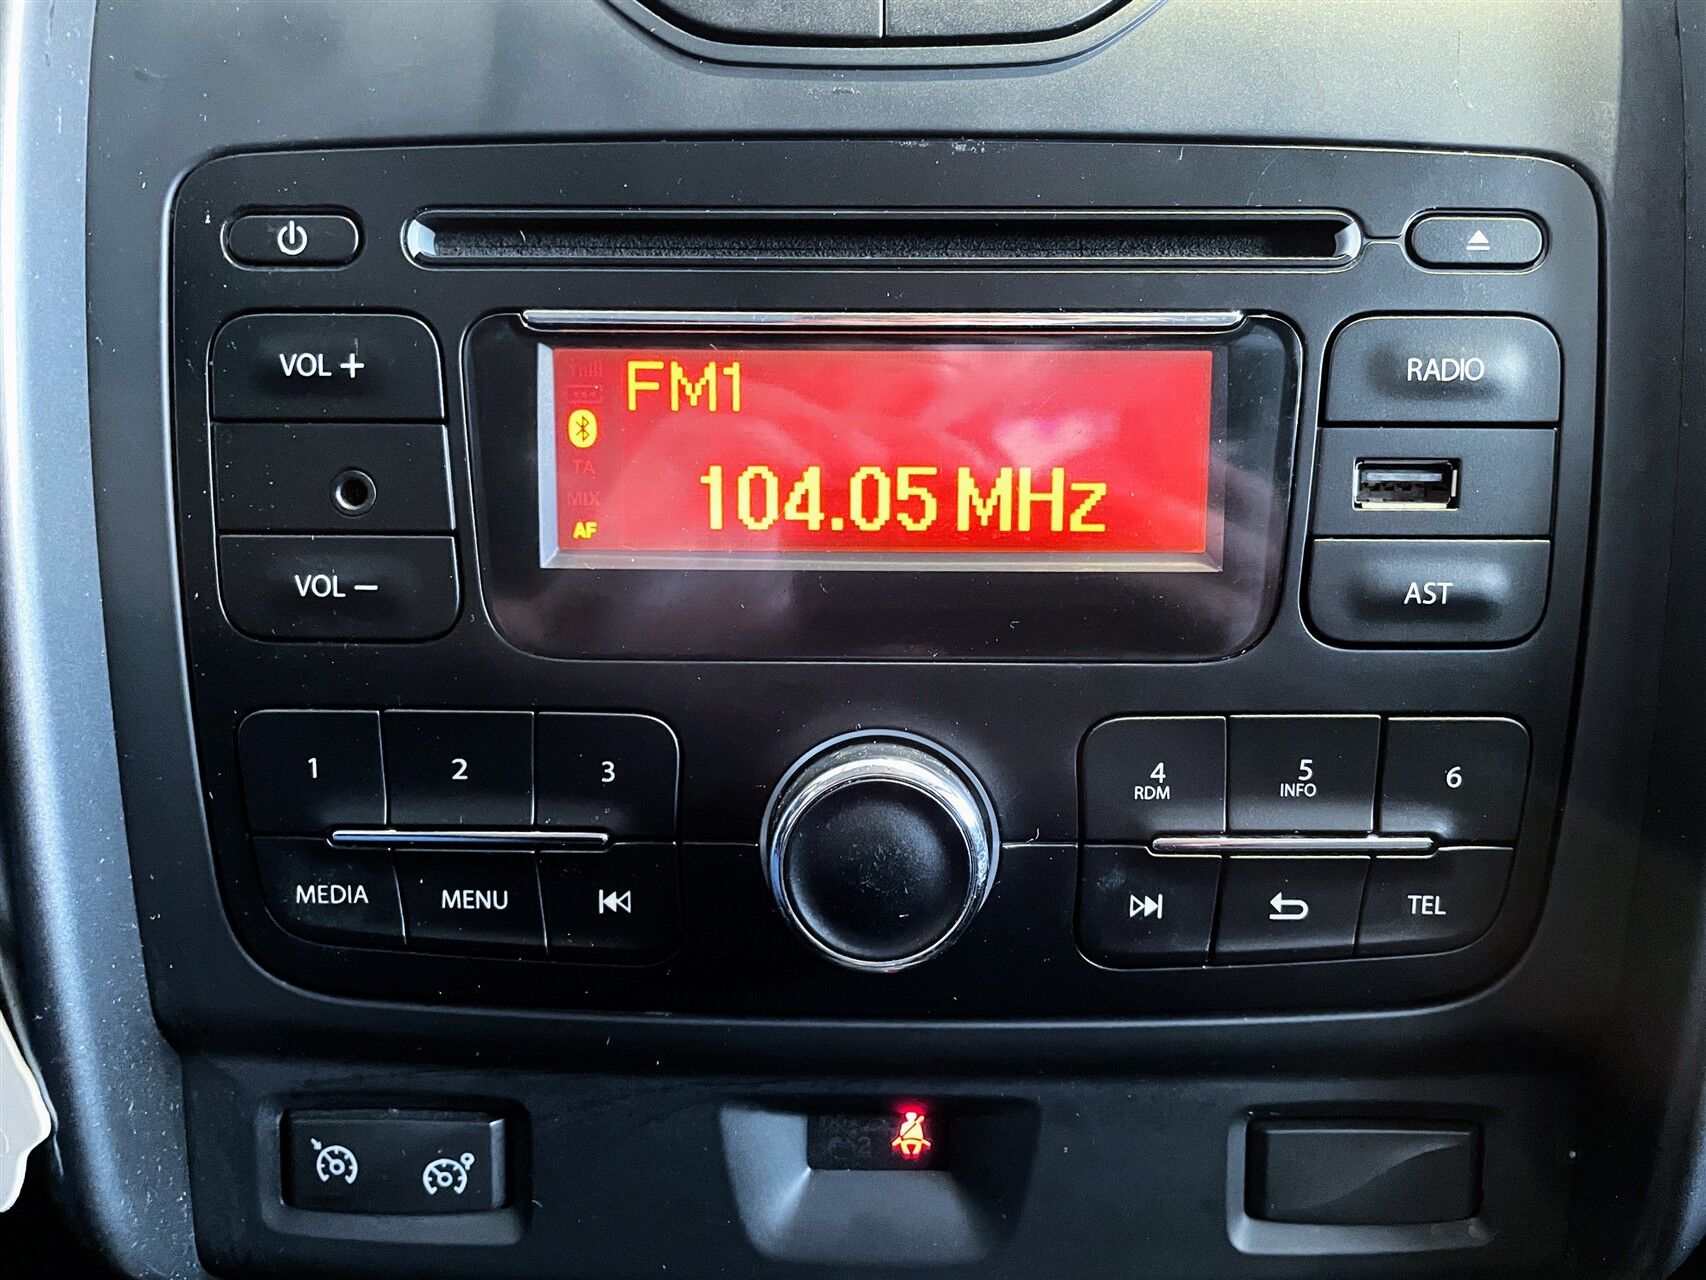 VOL +
VOL –
FM1
TA
MIX
AF
104.05 MHz
RADIO
AST
1
2
3
MEDIA
MENU
4
RDM
5
INFO
6
TEL